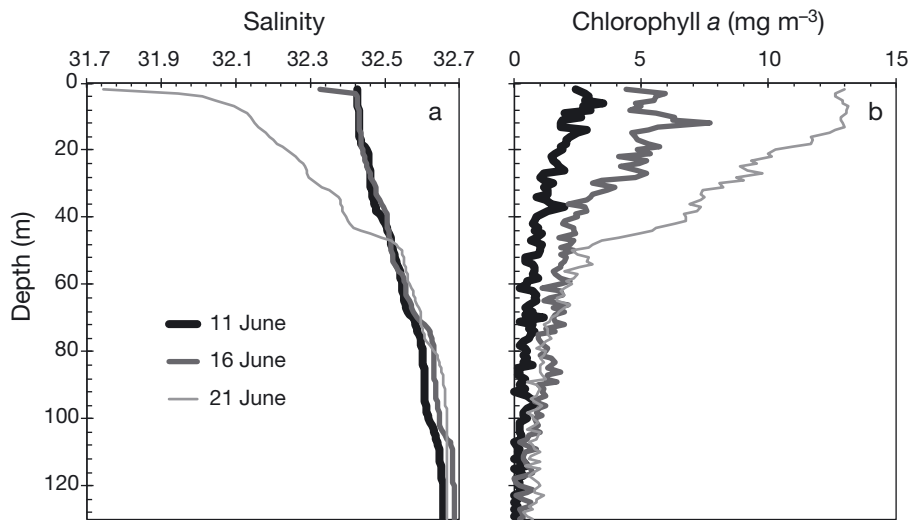 Salinity
31.7 31.9 32.1 32.3 32.5 32.7
Chlorophyll a (mg m–3)
0 5 10 15
Depth (m)
0
20
40
60
80
100
120
a
b
11 June
16 June
21 June